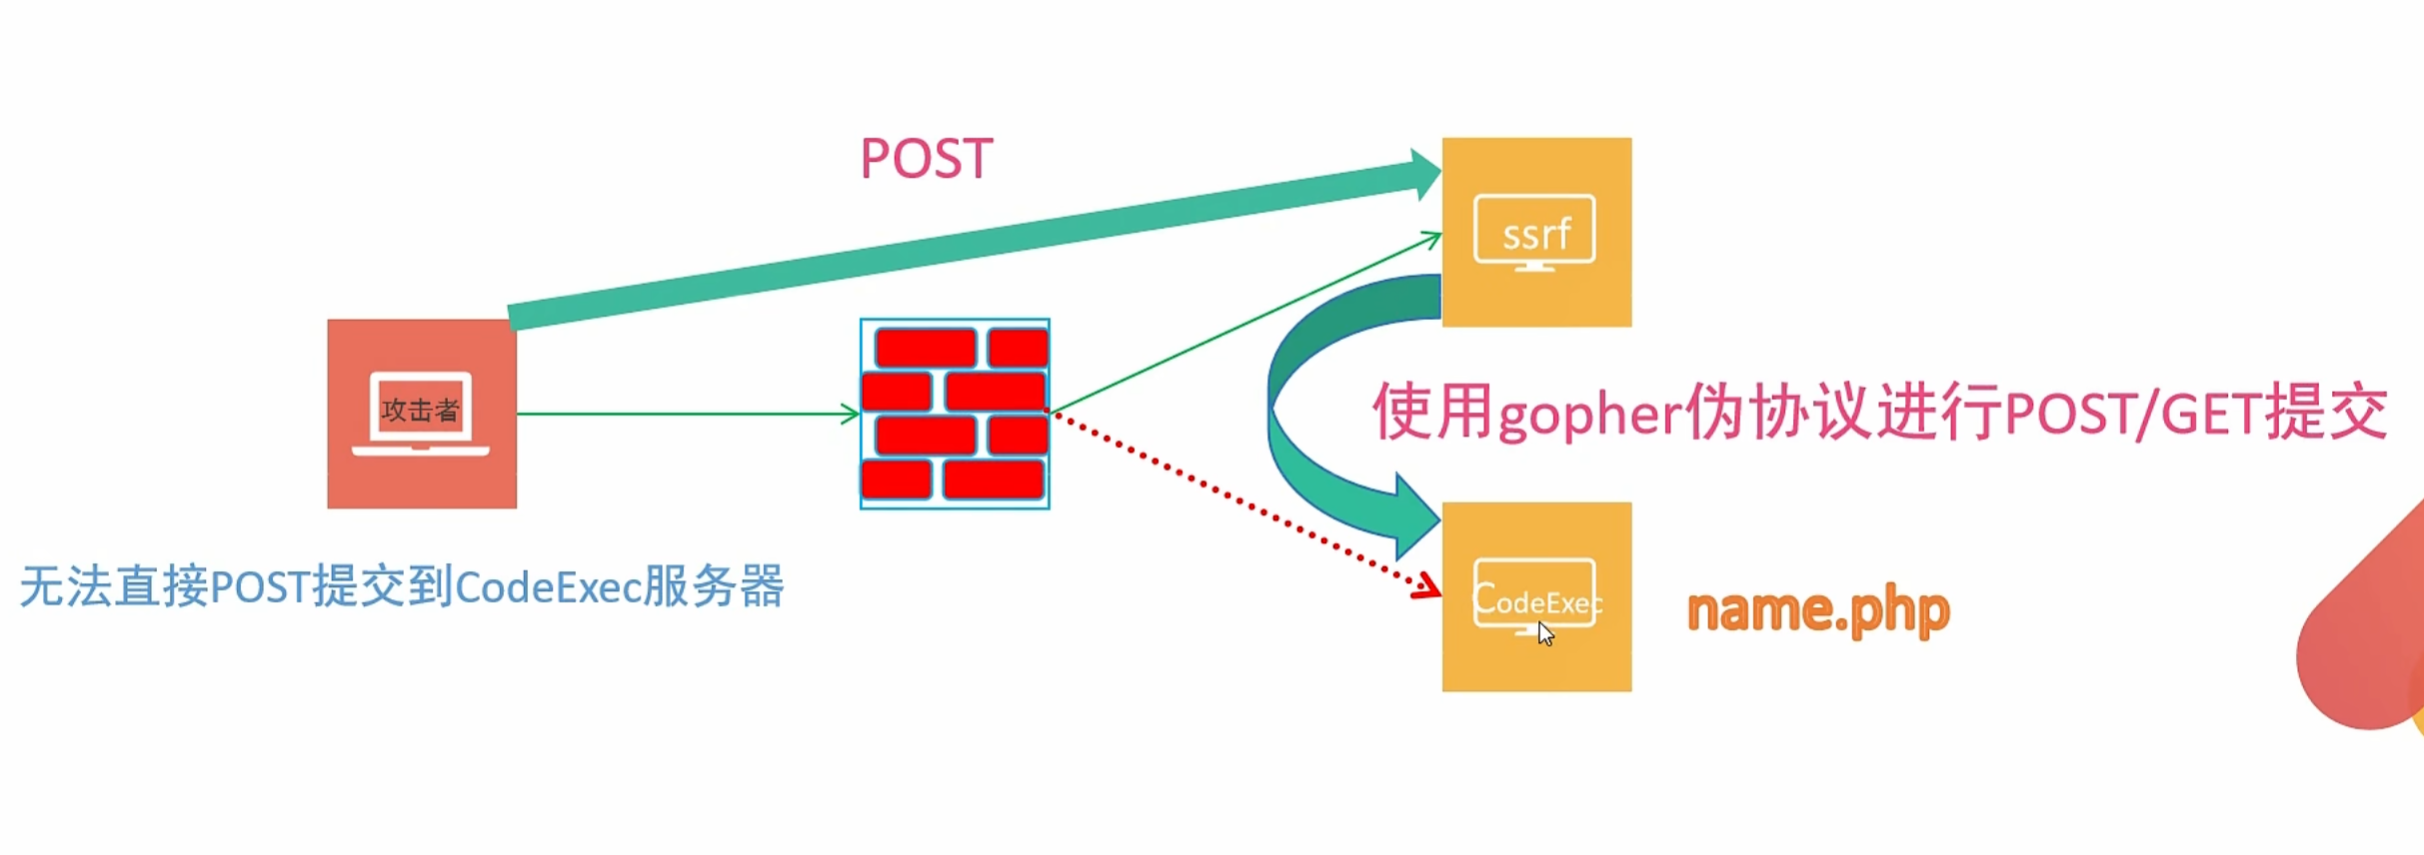 POST
ssrf
攻击者
使用gopher伪协议进行POST/GET提交
无法直接POST提交到CodeExec服务器
CodeExec
name.php